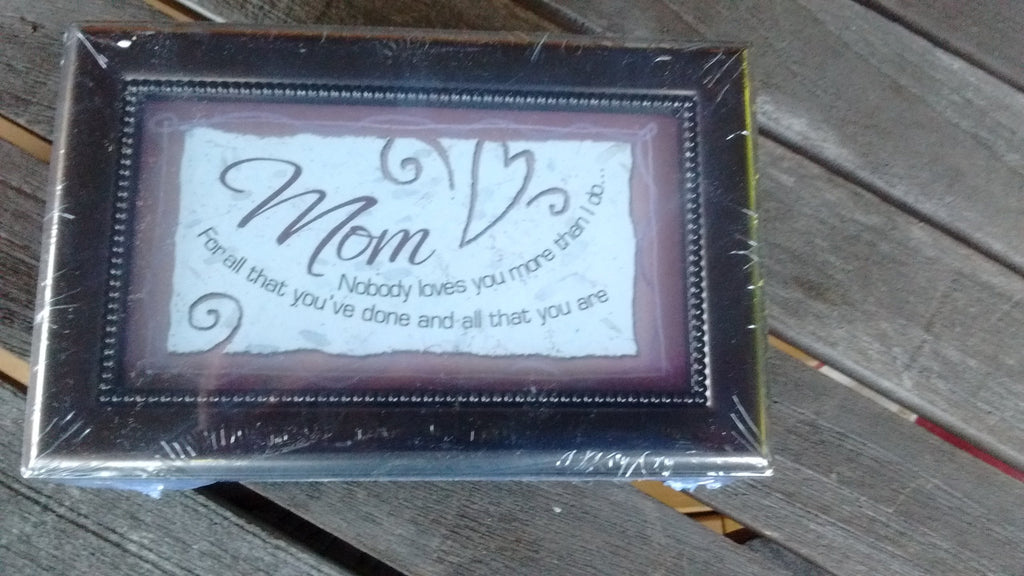 Mom
Nobody loves you more than I do...
For all that you've done and all that you are